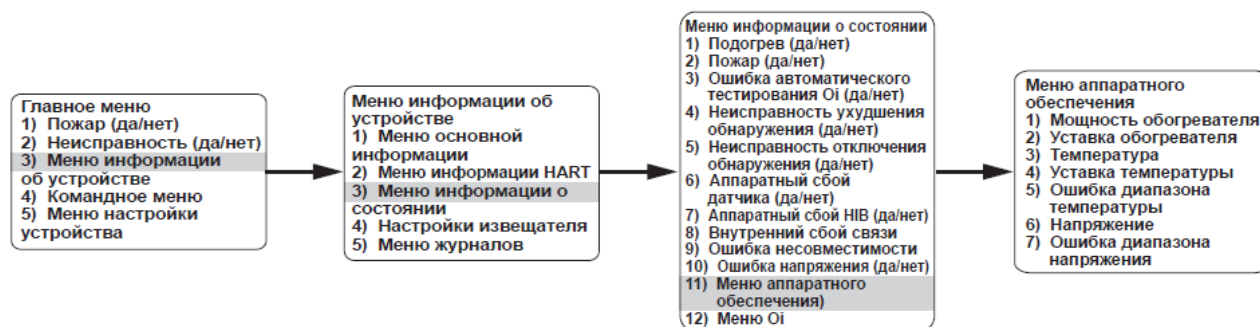 Главное меню
1) Пожар (да/нет)
2) Неисправность (да/нет)
3) Меню информации
об устройстве
4) Командное меню
5) Меню настройки
устройства
Меню информации об
устройстве
1) Меню основной
информации
2) Меню информации HART
3) Меню информации о
состоянии
4) Настройки извещателя
5) Меню журналов
Меню информации о состоянии
1) Подогрев (да/нет)
2) Пожар (да/нет)
3) Ошибка автоматического
тестирования Oi (да/нет)
4) Неисправность ухудшения
обнаружения (да/нет)
5) Неисправность отключения
обнаружения (да/нет)
6) Аппаратный сбой
датчика (да/нет)
7) Аппаратный сбой HIB (да/нет)
8) Внутренний сбой связи
9) Ошибка несовместимости
10) Ошибка напряжения (да/нет)
11) Меню аппаратного
обеспечения)
12) Меню Oi
Меню аппаратного
обеспечения
1) Мощность обогревателя
2) Уставка обогревателя
3) Температура
4) Уставка температуры
5) Ошибка диапазона
температуры
6) Напряжение
7) Ошибка диапазона
напряжения